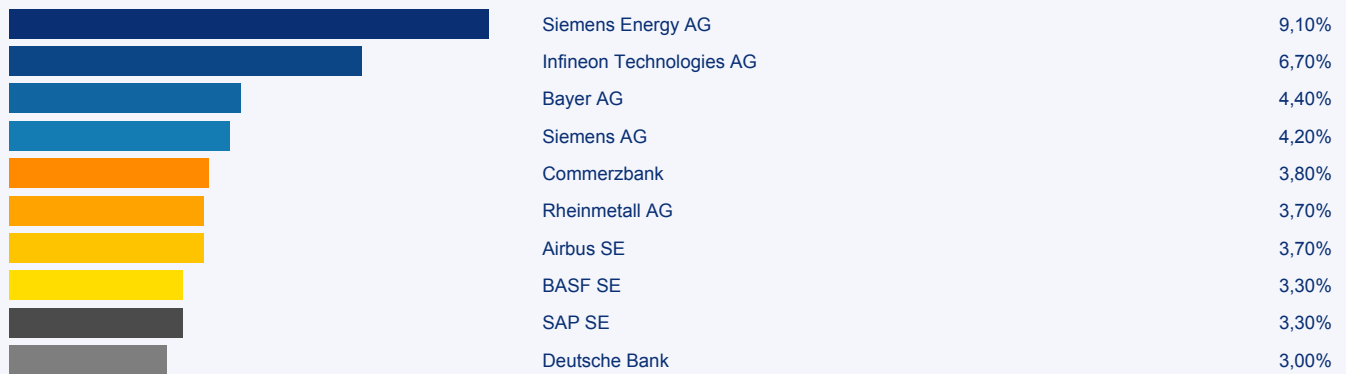 Siemens Energy AG 9,10%
Infineon Technologies AG 6,70%
Bayer AG 4,40%
Siemens AG 4,20%
Commerzbank 3,80%
Rheinmetall AG 3,70%
Airbus SE 3,70%
BASF SE 3,30%
SAP SE 3,30%
Deutsche Bank 3,00%